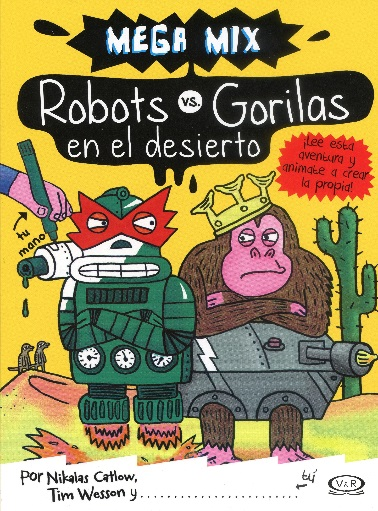 MEGA MIX
Robots vs. Gorilas
en el desierto
¡Lee esta
aventura y
anímate a crear
la propia!
tu
mano
Por Nikalas Catlow,
Tim Wesson y ..........................
tú
V&R